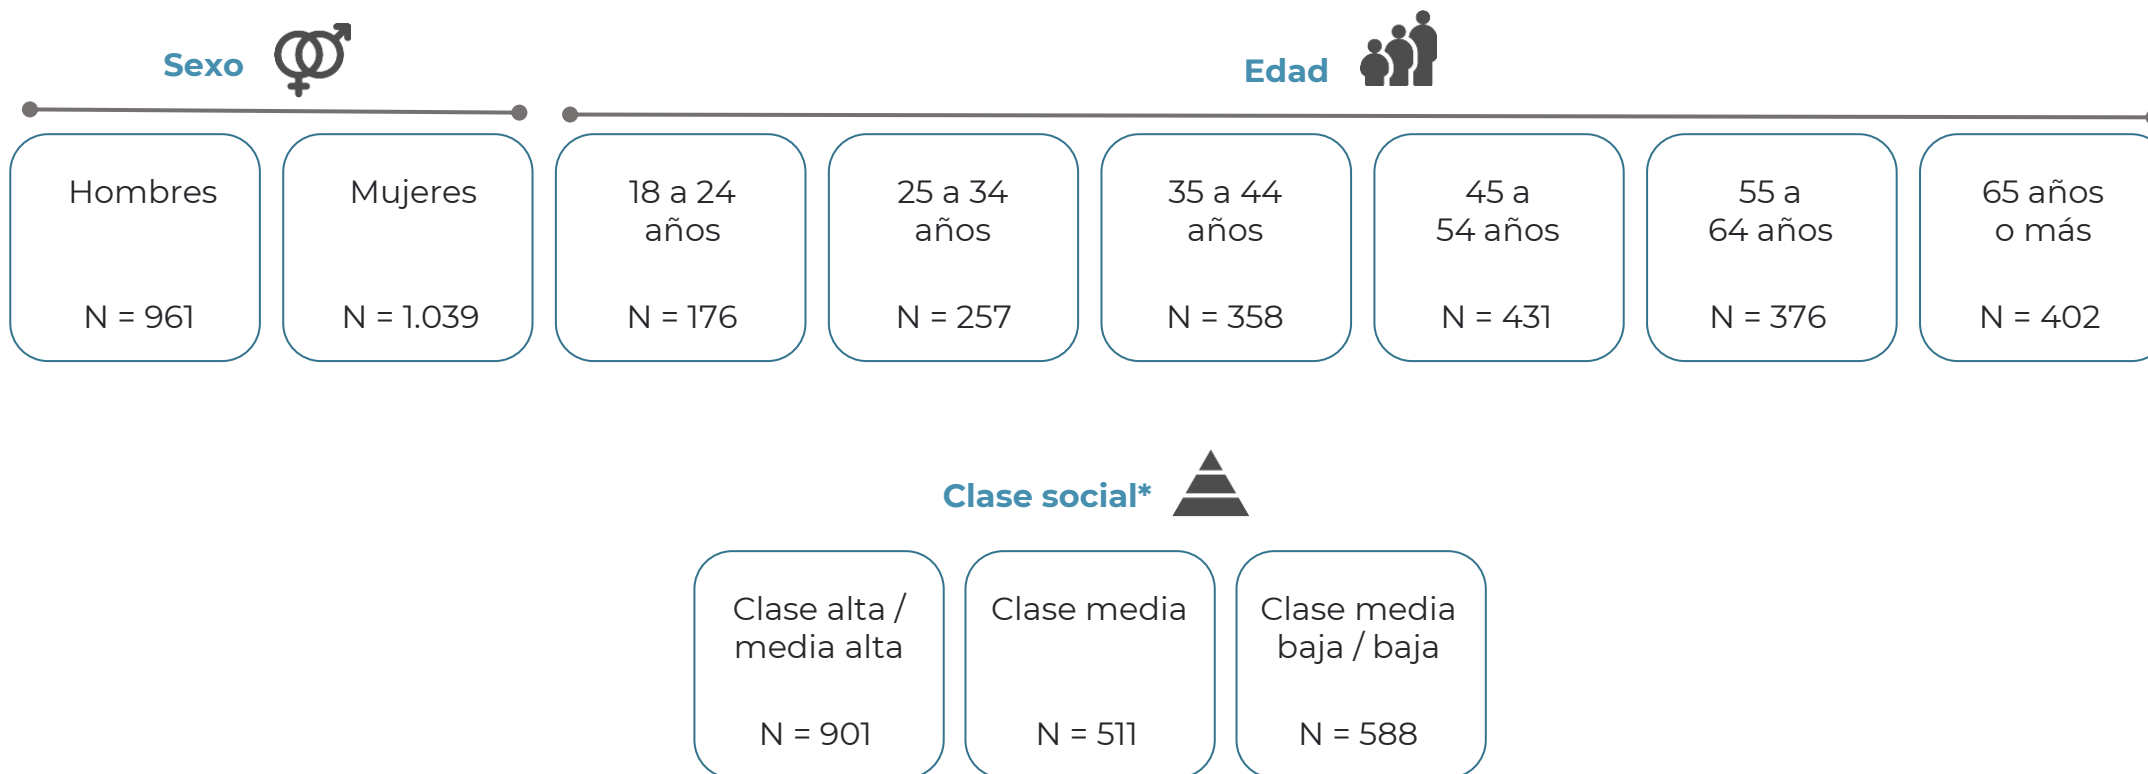 Sexo
Edad
Hombres
N = 961
Mujeres
N = 1.039
18 a 24
años
N = 176
25 a 34
años
N = 257
35 a 44
años
N = 358
45 a
54 años
N = 431
55 a
64 años
N = 376
65 años
o más
N = 402
Clase social*
Clase alta /
media alta
N = 901
Clase media
N = 511
Clase media
baja / baja
N = 588